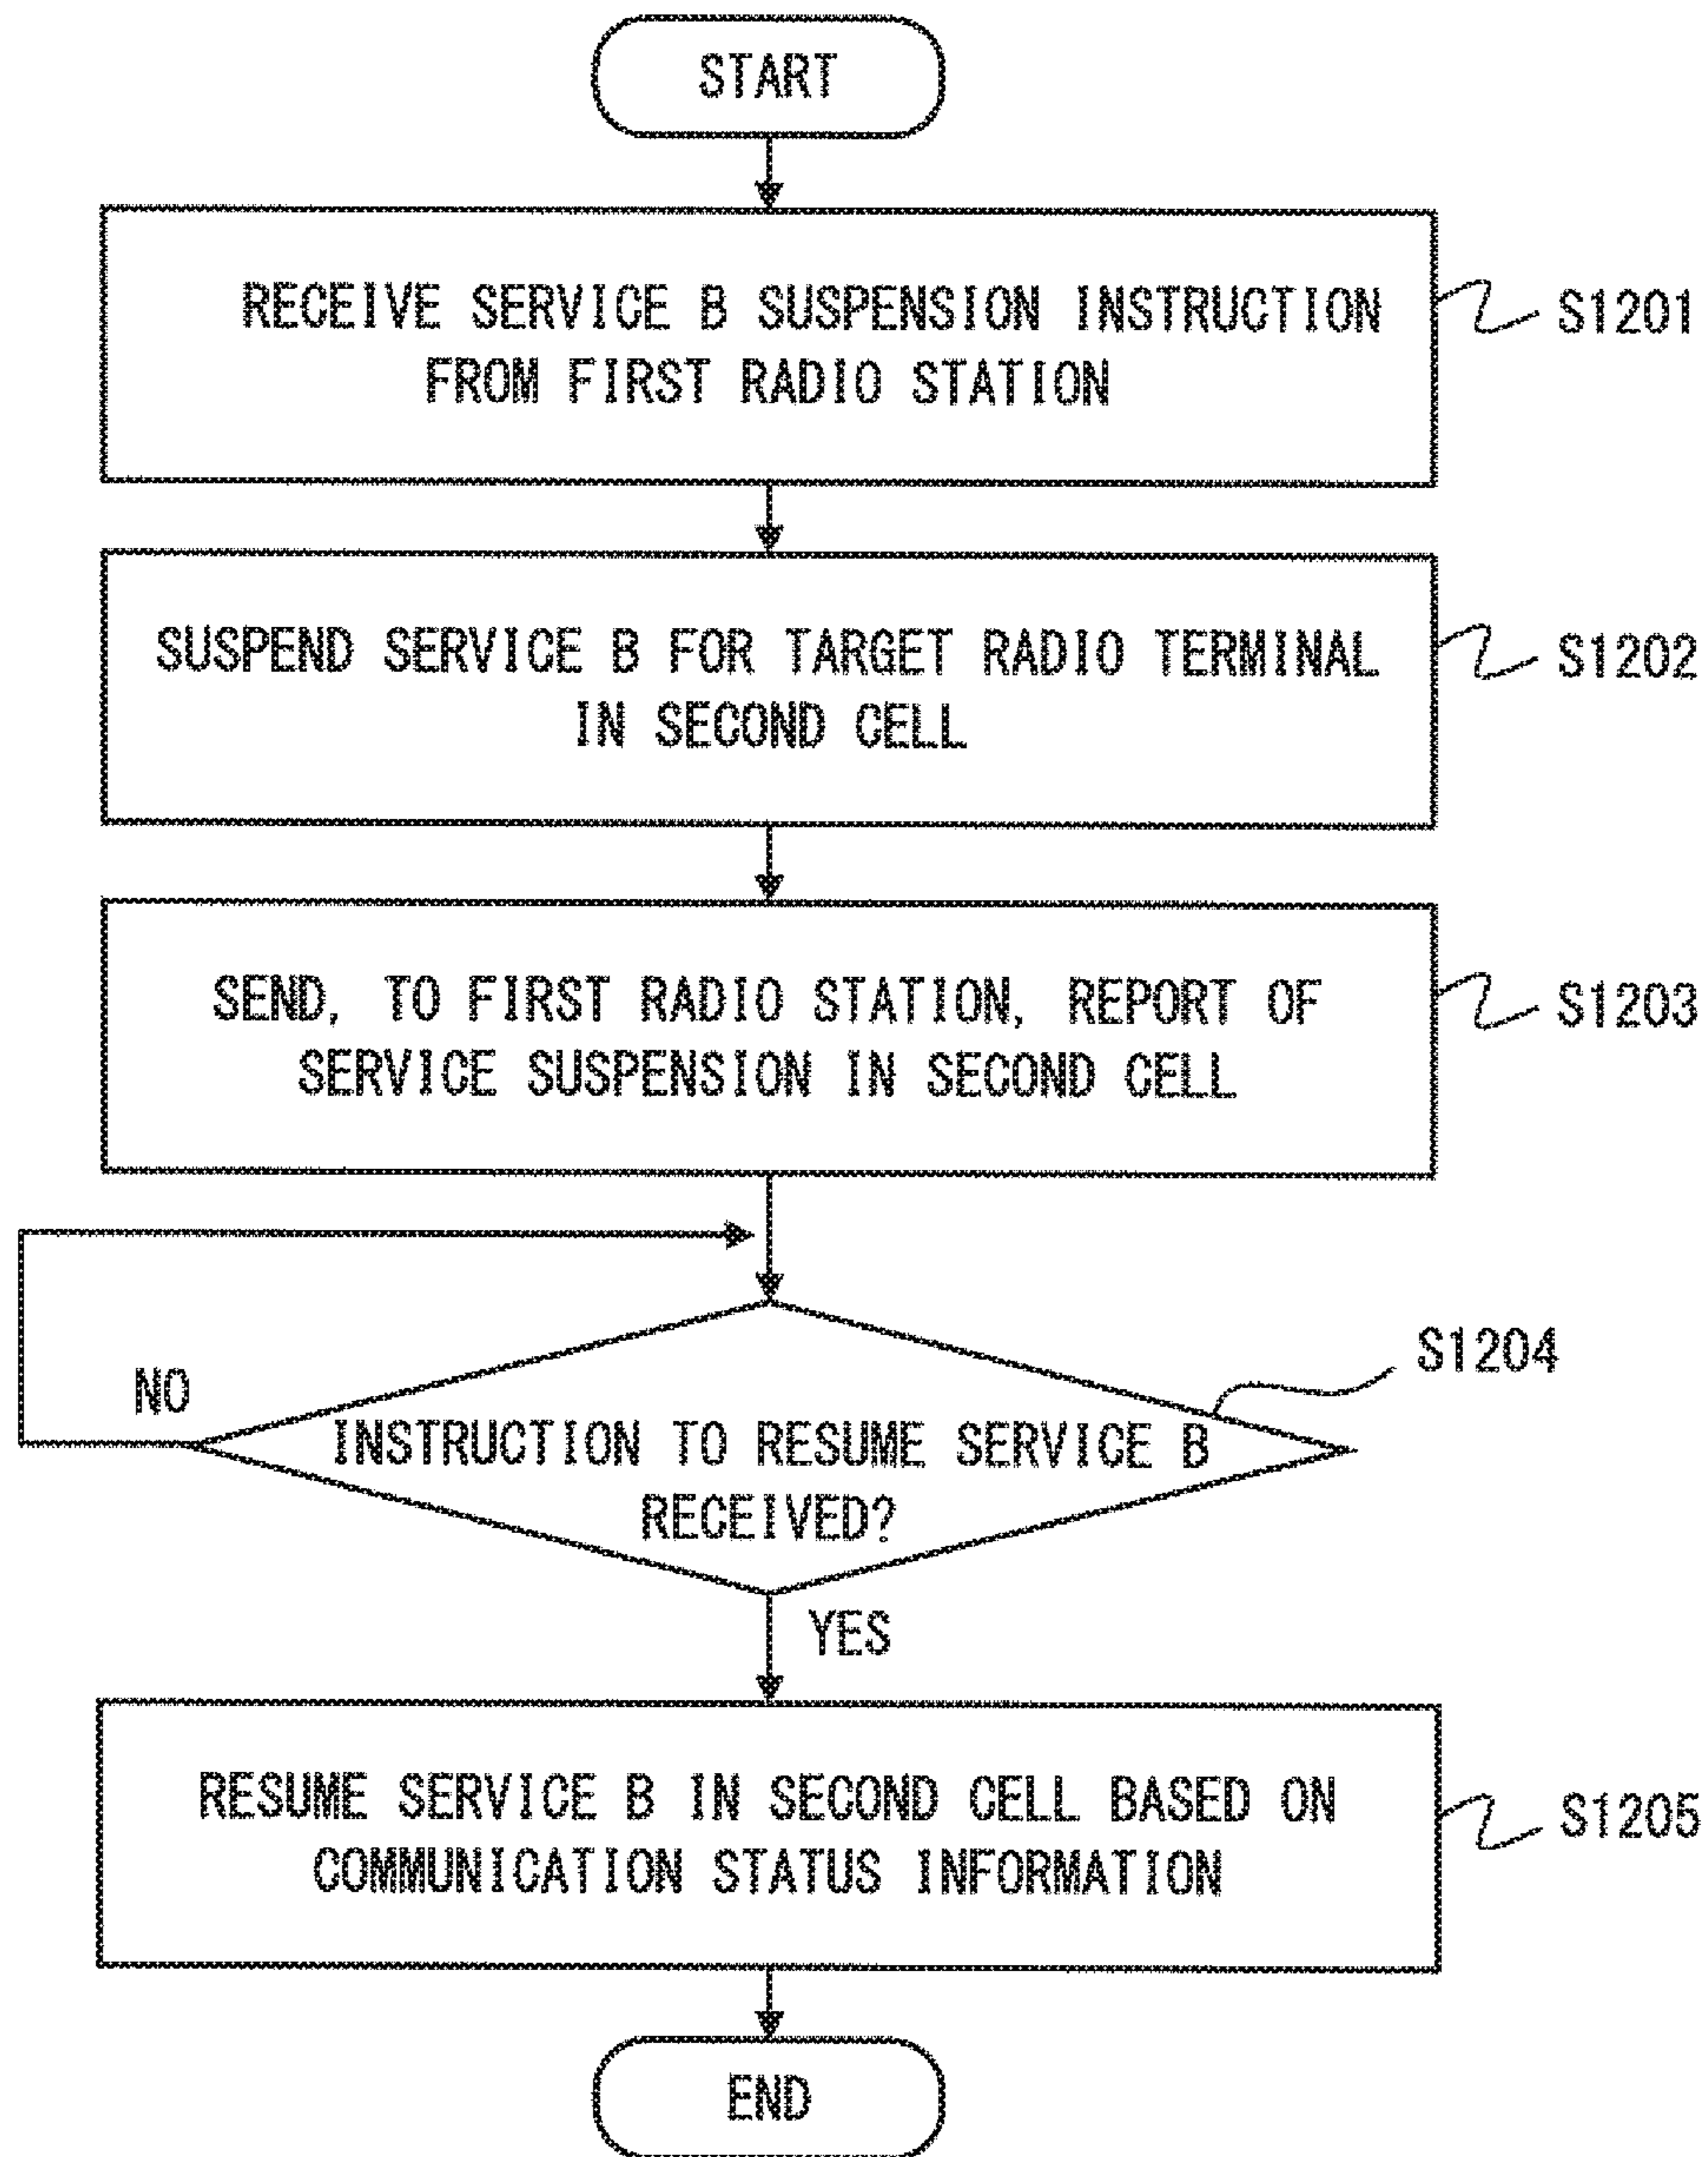 START
RECEIVE SERVICE B SUSPENSION INSTRUCTION
FROM FIRST RADIO STATION
S1201
SUSPEND SERVICE B FOR TARGET RADIO TERMINAL
IN SECOND CELL
S1202
SEND, TO FIRST RADIO STATION, REPORT OF
SERVICE SUSPENSION IN SECOND CELL
S1203
S1204
NO
INSTRUCTION TO RESUME SERVICE B
RECEIVED?
YES
RESUME SERVICE B IN SECOND CELL BASED ON
COMMUNICATION STATUS INFORMATION
S1205
END